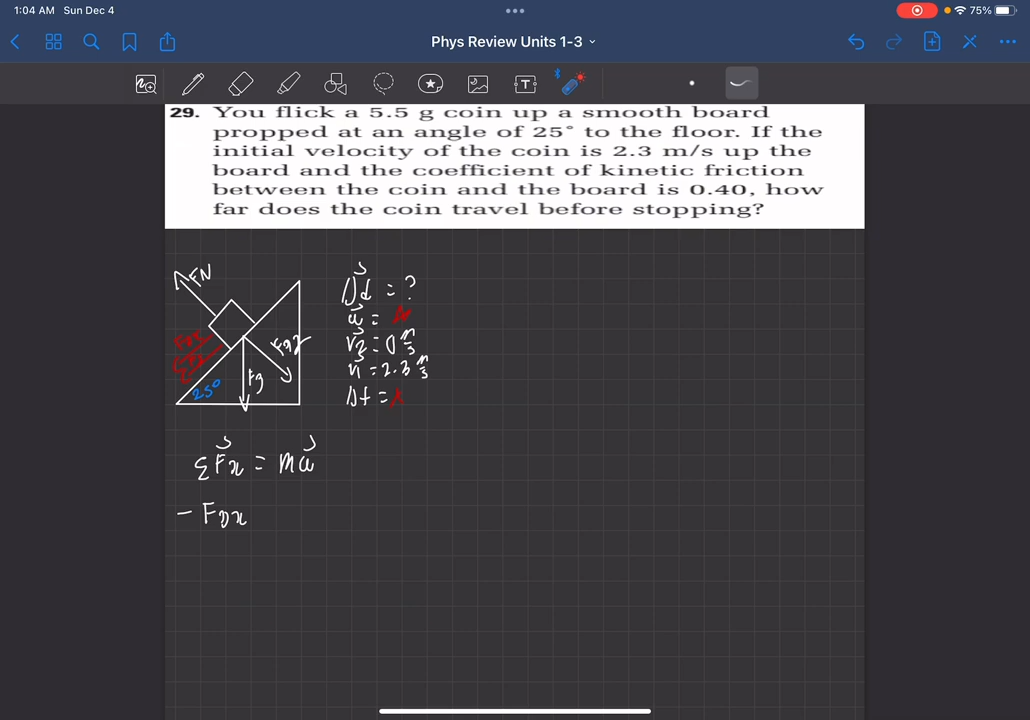 1:04 AM Sun Dec 4
75%
Phys Review Units 1-3
29. You flick a 5.5 g coin up a smooth board
propped at an angle of 25° to the floor. If the
initial velocity of the coin is 2.3 m/s up the
board and the coefficient of kinetic friction
between the coin and the board is 0.40, how
far does the coin travel before stopping?
FN
Fg
25°
Δd = ?
a =
v2 = 0 m/s
= 2.3 m/s
Δt =
ΣFx = ma